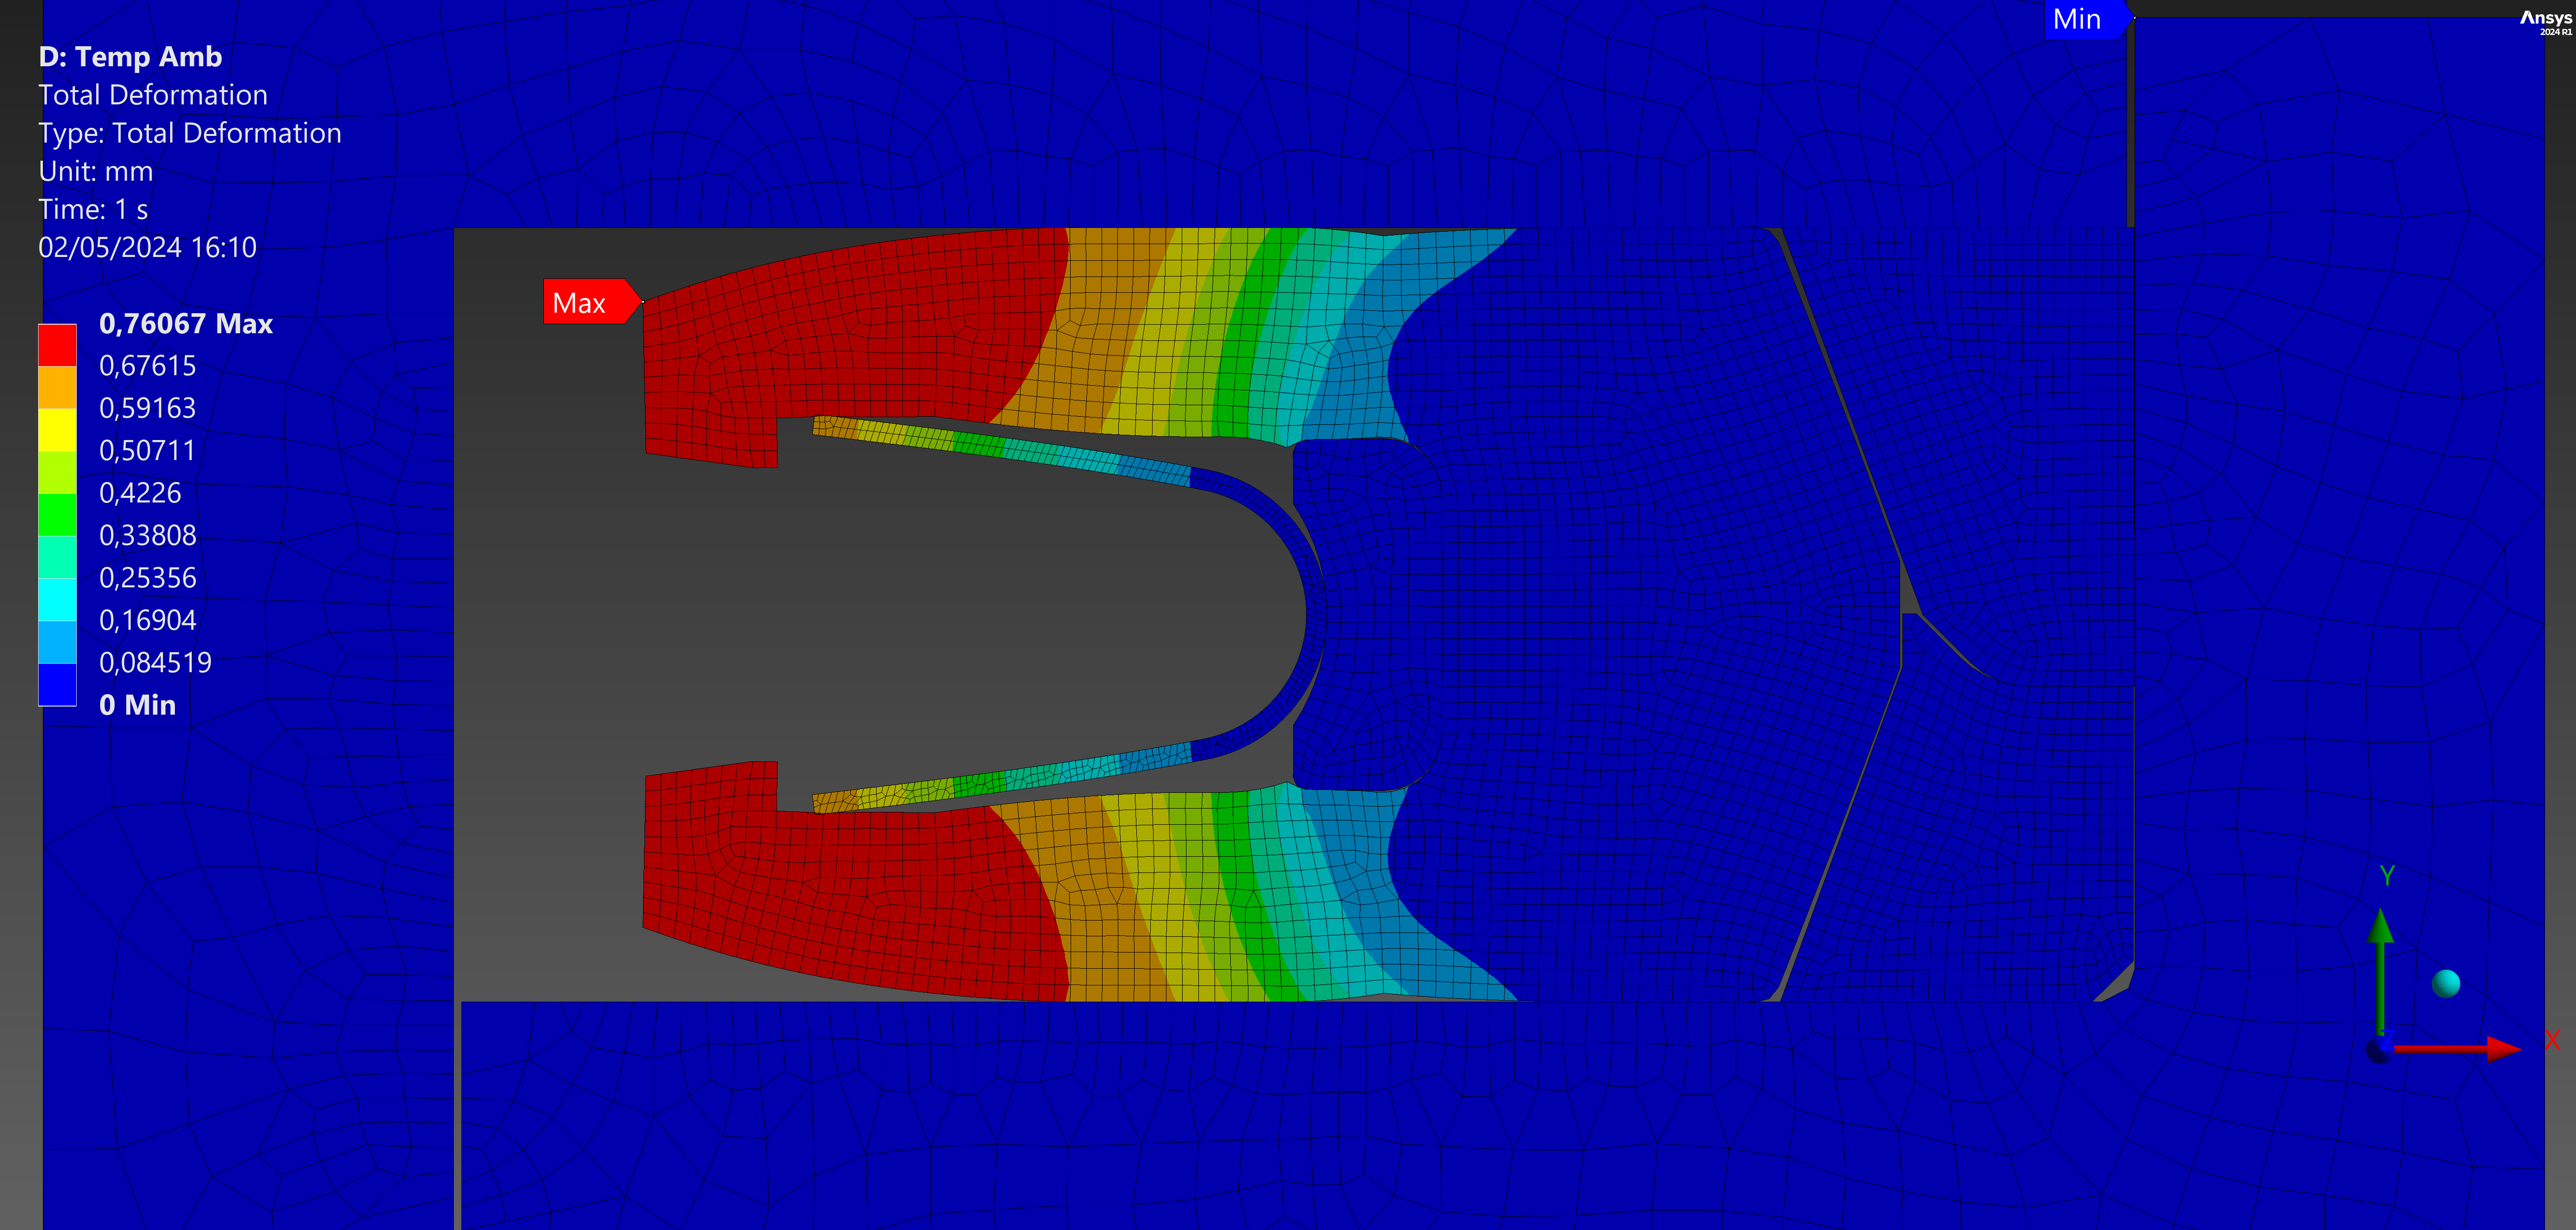 D: Temp Amb
Total Deformation
Type: Total Deformation
Unit: mm
Time: 1 s
02/05/2024 16:10
0,76067 Max
0,67615
0,59163
0,50711
0,4226
0,33808
0,25356
0,16904
0,084519
0 Min
Max
Min
Ansys
2024 R1
Y
X